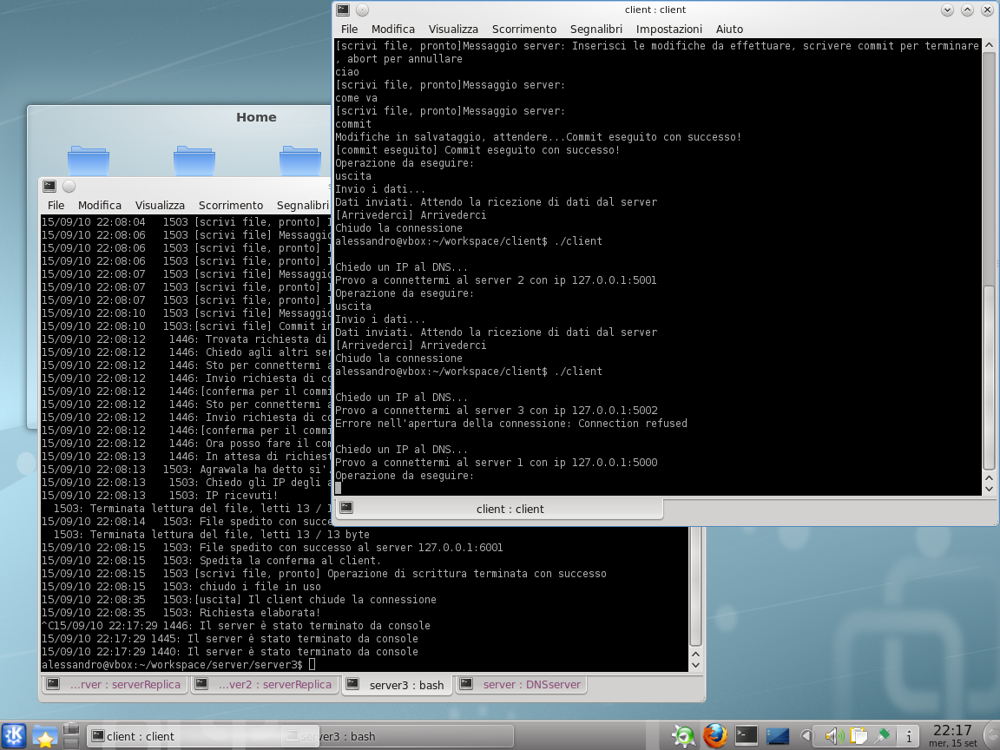 client : client
File Modifica Visualizza Scorrimento Segnalibri Impostazioni Aiuto
[scrivi file, pronto]Messaggio server: Inserisci le modifiche da effettuare, scrivere commit per terminare
, abort per annullare
ciao
[scrivi file, pronto]Messaggio server:
come va
[scrivi file, pronto]Messaggio server:
commit
Modifiche in salvataggio, attendere...Commit eseguito con successo!
[commit eseguito] Commit eseguito con successo!
Operazione da eseguire:
uscita
Invio i dati...
Dati inviati. Attendo la ricezione di dati dal server
[Arrivederci] Arrivederci
Chiudo la connessione
alessandro@vbox:~/workspace/client$ ./client
Chiedo un IP al DNS...
Provo a connettermi al server 2 con ip 127.0.0.1:5001
Operazione da eseguire:
uscita
Invio i dati...
Dati inviati. Attendo la ricezione di dati dal server
[Arrivederci] Arrivederci
Chiudo la connessione
alessandro@vbox:~/workspace/client$ ./client
Chiedo un IP al DNS...
Provo a connettermi al server 3 con ip 127.0.0.1:5002
Errore nell'apertura della connessione: Connection refused
Chiedo un IP al DNS...
Provo a connettermi al server 1 con ip 127.0.0.1:5000
Operazione da eseguire:
client : client
Home
File Modifica Visualizza Scorrimento Segnalibri
15/09/10 22:08:04 1503 [scrivi file, pronto]
15/09/10 22:08:06 1503 [scrivi file] Messaggio
15/09/10 22:08:06 1503 [scrivi file, pronto]
15/09/10 22:08:06 1503 [scrivi file, pronto]
15/09/10 22:08:07 1503 [scrivi file] Messaggi
15/09/10 22:08:07 1503 [scrivi file, pronto]
15/09/10 22:08:07 1503 [scrivi file, pronto]
15/09/10 22:08:10 1503 [scrivi file] Messaggi
15/09/10 22:08:10 1503:[scrivi file] Commit in
15/09/10 22:08:12 1446: Trovata richiesta di
15/09/10 22:08:12 1446: Chiedo agli altri ser
15/09/10 22:08:12 1446: Sto per connettermi a
15/09/10 22:08:12 1446: Invio richiesta di co
15/09/10 22:08:12 1446:[conferma per il commi
15/09/10 22:08:12 1446: Sto per connettermi a
15/09/10 22:08:12 1446: Invio richiesta di co
15/09/10 22:08:12 1446:[conferma per il commi
15/09/10 22:08:12 1446: Ora posso fare il com
15/09/10 22:08:13 1446: In attesa di richiest
15/09/10 22:08:13 1503: Agrawala ha detto si'
15/09/10 22:08:13 1503: Chiedo gli IP degli a
15/09/10 22:08:13 1503: IP ricevuti!
1503: Terminata lettura del file, letti 13 / 1
15/09/10 22:08:14 1503: File spedito con succe
1503: Terminata lettura del file, letti 13 / 13 byte
15/09/10 22:08:15 1503: File spedito con successo al server 127.0.0.1:6001
15/09/10 22:08:15 1503: Spedita la conferma al client.
15/09/10 22:08:15 1503 [scrivi file, pronto] Operazione di scrittura terminata con successo
15/09/10 22:08:15 1503: chiudo i file in uso
15/09/10 22:08:35 1503:[uscita] Il client chiude la connessione
15/09/10 22:08:35 1503: Richiesta elaborata!
^C15/09/10 22:17:29 1446: Il server è stato terminato da console
15/09/10 22:17:29 1445: Il server è stato terminato da console
15/09/10 22:17:29 1440: Il server è stato terminato da console
alessandro@vbox:~/workspace/server/server3$
...rver : serverReplica ...ver2 : serverReplica server3 : bash server : DNSserver
client : client server3 : bash 22:17
mer, 15 set